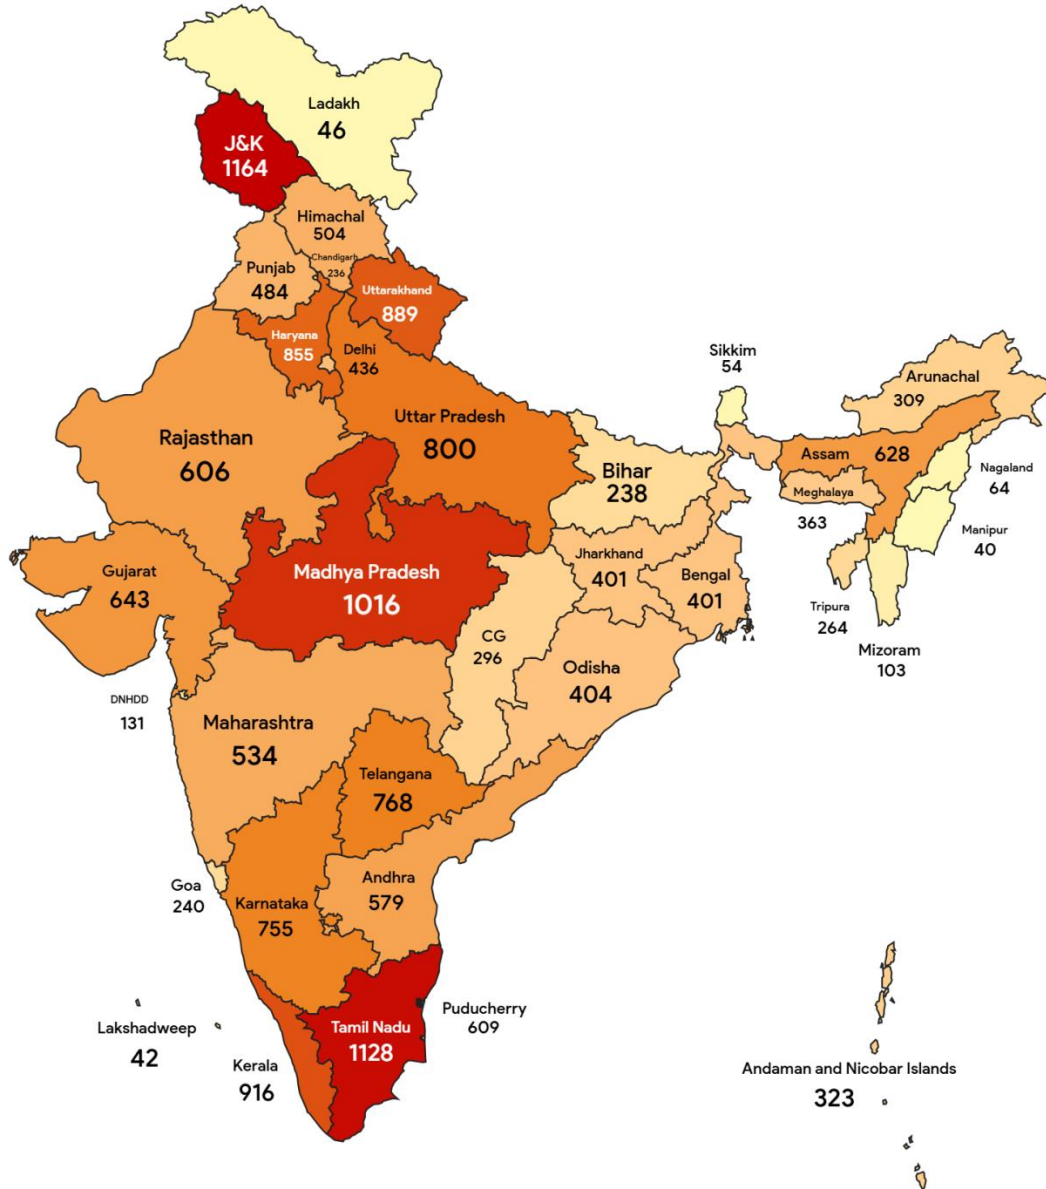 Ladakh
46
J&K
1164
Himachal
504
Chandigarh
236
Punjab
484
Uttarakhand
889
Haryana
855
Delhi
436
Sikkim
54
Arunachal
309
Rajasthan
606
Uttar Pradesh
800
Bihar
238
Assam 628
Nagaland
64
Meghalaya
363
Manipur
40
Gujarat
643
Madhya Pradesh
1016
Jharkhand
401
Bengal
401
Tripura
264
Mizoram
103
CG
296
Odisha
404
DNHDD
131
Maharashtra
534
Telangana
768
Goa
240
Karnataka
755
Andhra
579
Lakshadweep
42
Kerala
916
Tamil Nadu
1128
Puducherry
609
Andaman and Nicobar Islands
323